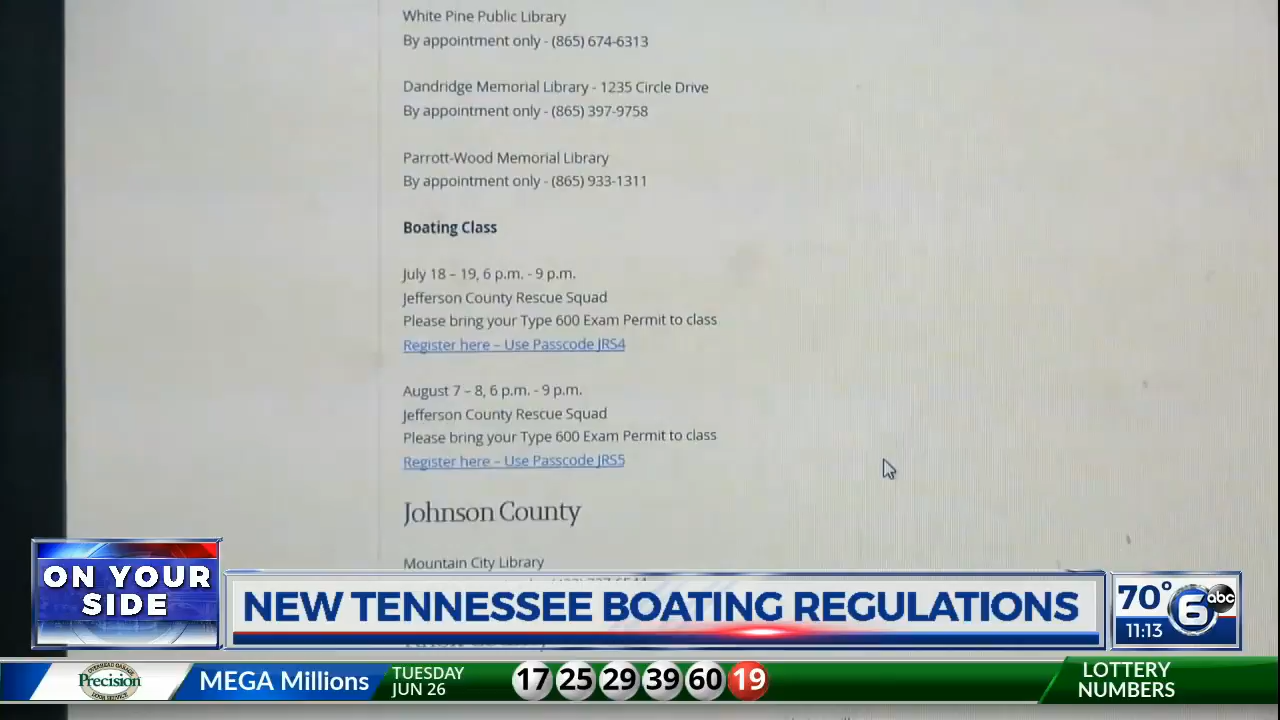 White Pine Public Library
By appointment only - (865) 674-6313
Dandridge Memorial Library - 1235 Circle Drive
By appointment only - (865) 397-9758
Parrott-Wood Memorial Library
By appointment only - (865) 933-1311
Boating Class
July 18 – 19, 6 p.m. - 9 p.m.
Jefferson County Rescue Squad
Please bring your Type 600 Exam Permit to class
Register here – Use Passcode JRS4
August 7 – 8, 6 p.m. - 9 p.m.
Jefferson County Rescue Squad
Please bring your Type 600 Exam Permit to class
Register here – Use Passcode JRS5
Johnson County
Mountain City Library
ON YOUR
SIDE
NEW TENNESSEE BOATING REGULATIONS
70°
6 abc
11:13
Precision
MEGA Millions
TUESDAY
JUN 26
17 25 29 39 60 19
LOTTERY
NUMBERS